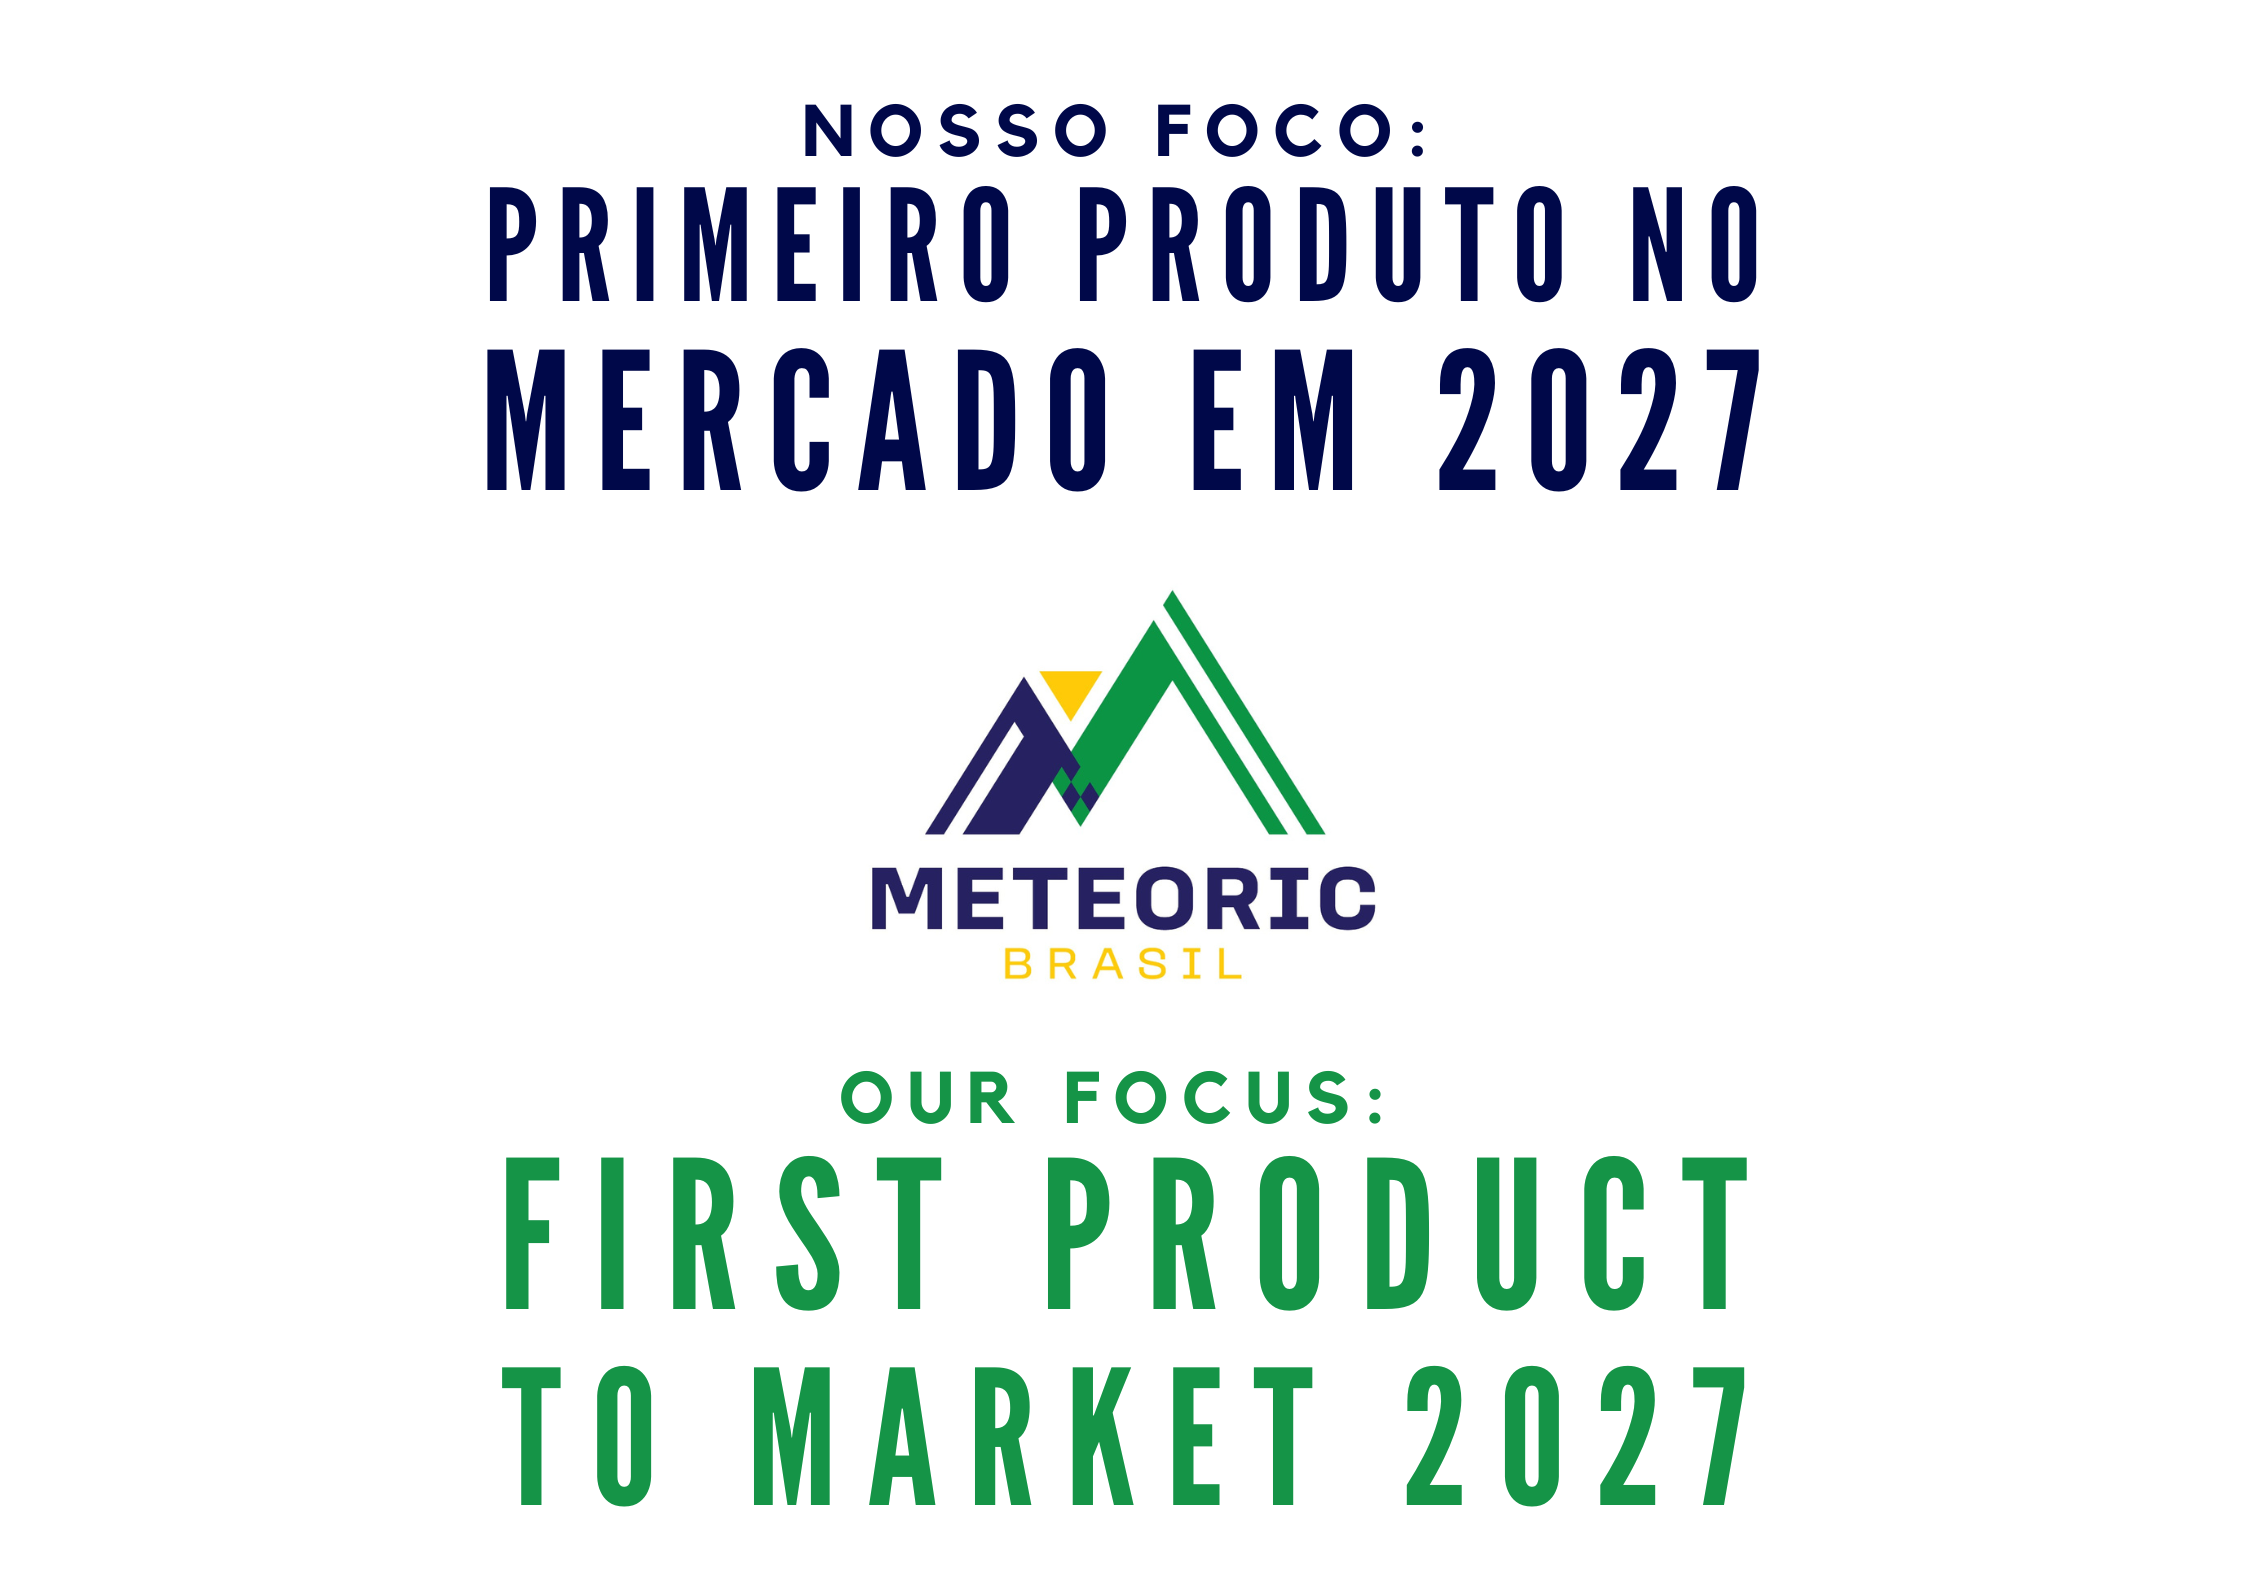 NOSSO FOCO:
PRIMEIRO PRODUTO NO
MERCADO EM 2027
METEORIC
BRASIL
OUR FOCUS:
FIRST PRODUCT
TO MARKET 2027